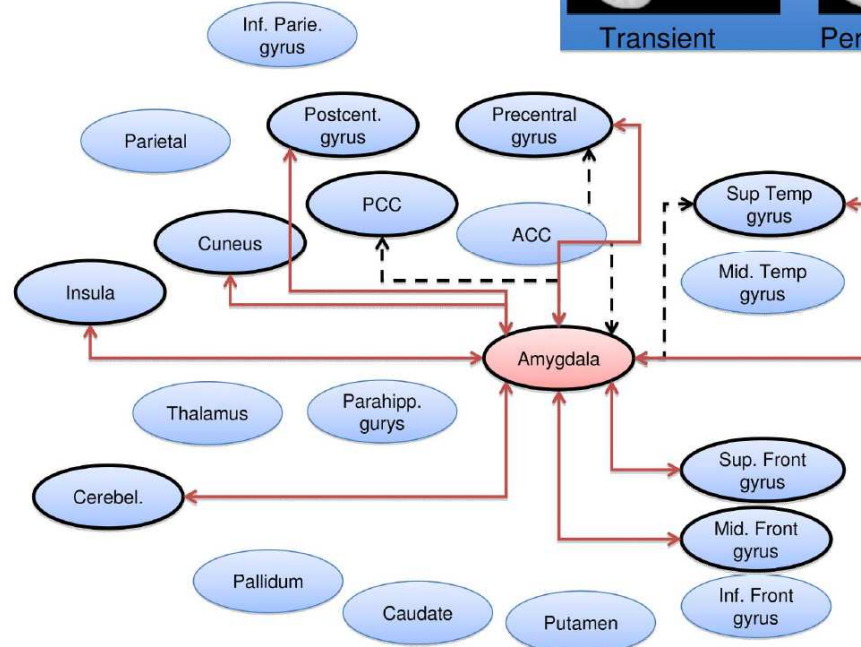 Transient
Inf. Parie.
gyrus
Postcent.
gyrus
Precentral
gyrus
Parietal
PCC
Sup Temp
gyrus
ACC
Cuneus
Mid. Temp
gyrus
Insula
Amygdala
Thalamus
Parahipp.
gurys
Sup. Front
gyrus
Cerebel.
Mid. Front
gyrus
Pallidum
Caudate
Putamen
Inf. Front
gyrus